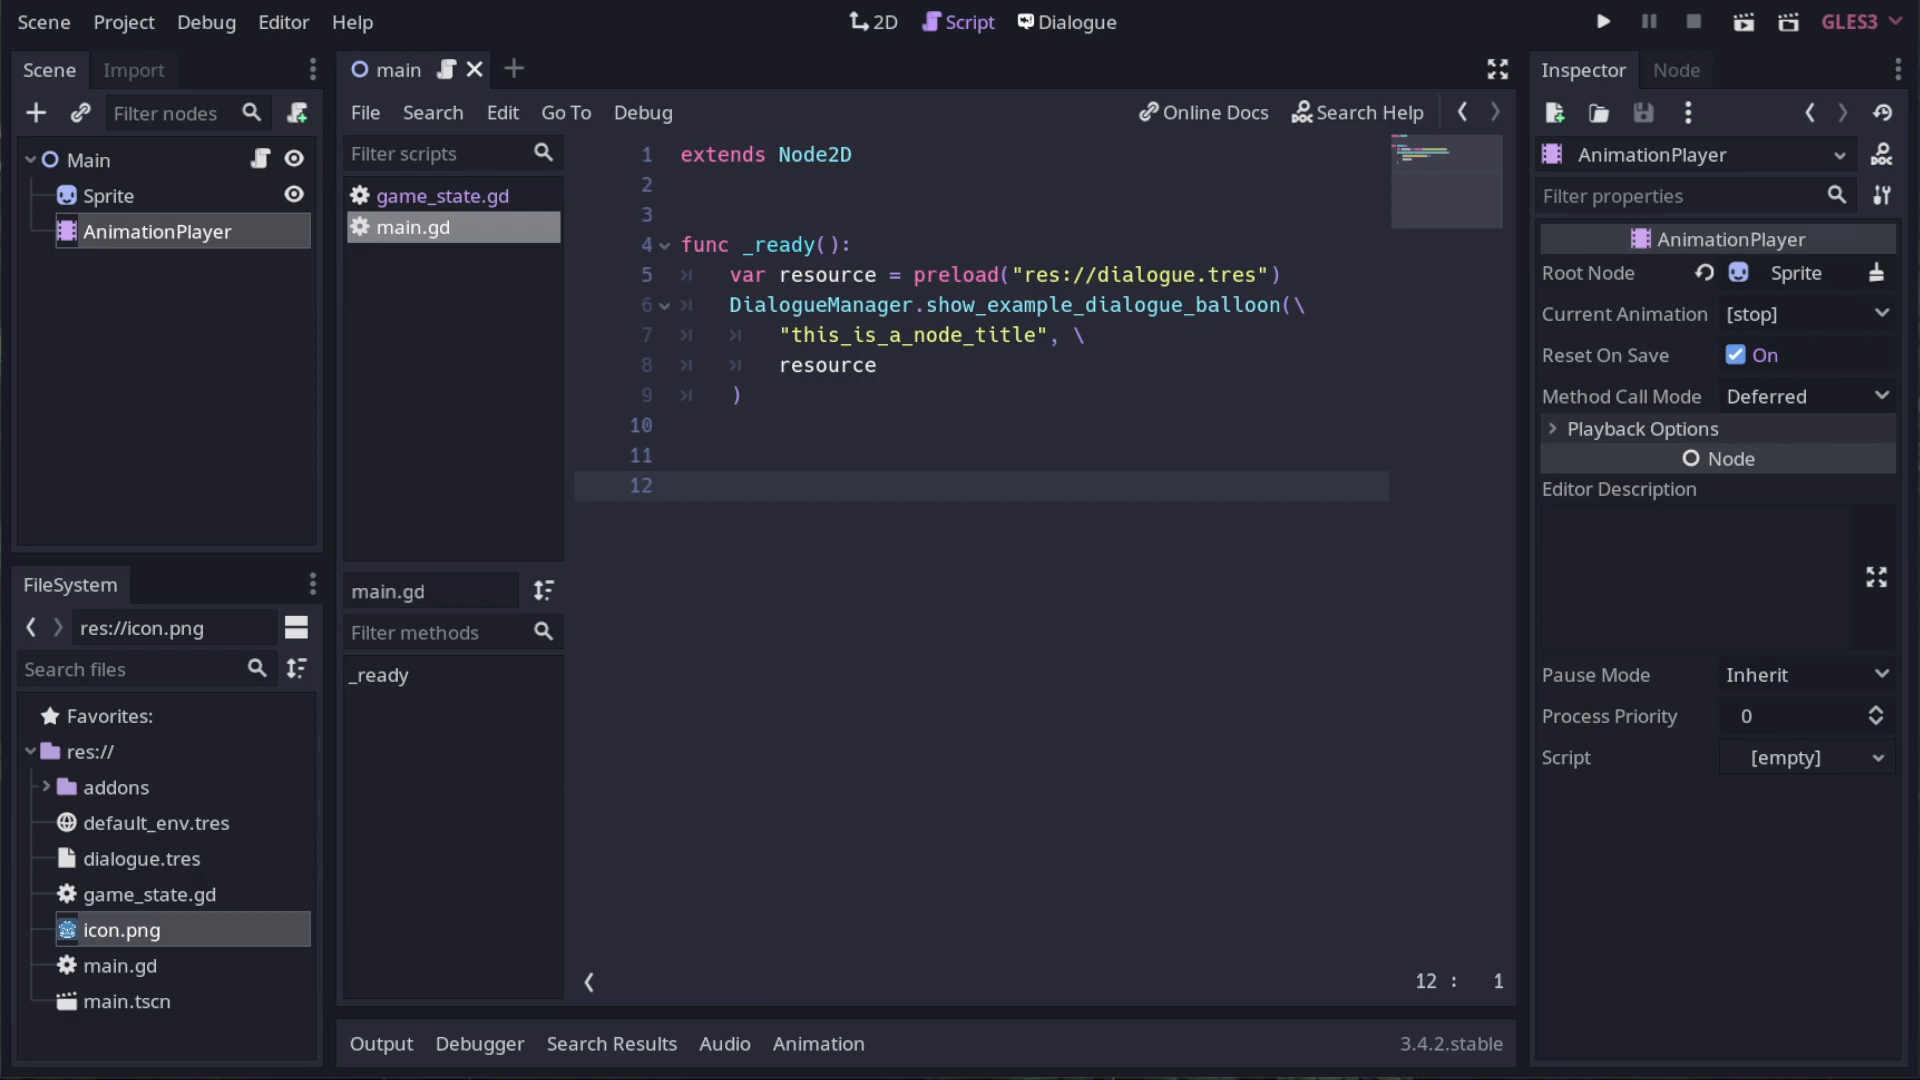 Scene Project Debug Editor Help
2D Script Dialogue
GLES3
Scene Import
Filter nodes
Main
Sprite
AnimationPlayer
FileSystem
res://icon.png
Search files
Favorites:
res://
addons
default_env.tres
dialogue.tres
game_state.gd
icon.png
main.gd
main.tscn
main
File Search Edit Go To Debug
Online Docs Search Help
Filter scripts
game_state.gd
main.gd
main.gd
Filter methods
_ready
1 extends Node2D
2
3
4 func _ready():
5 var resource = preload("res://dialogue.tres")
6 DialogueManager.show_example_dialogue_balloon(\
7 "this_is_a_node_title", \
8 resource
9 )
10
11
12
12 : 1
Output Debugger Search Results Audio Animation
3.4.2.stable
Inspector Node
AnimationPlayer
Filter properties
AnimationPlayer
Root Node Sprite
Current Animation [stop]
Reset On Save On
Method Call Mode Deferred
Playback Options
Node
Editor Description
Pause Mode Inherit
Process Priority 0
Script [empty]